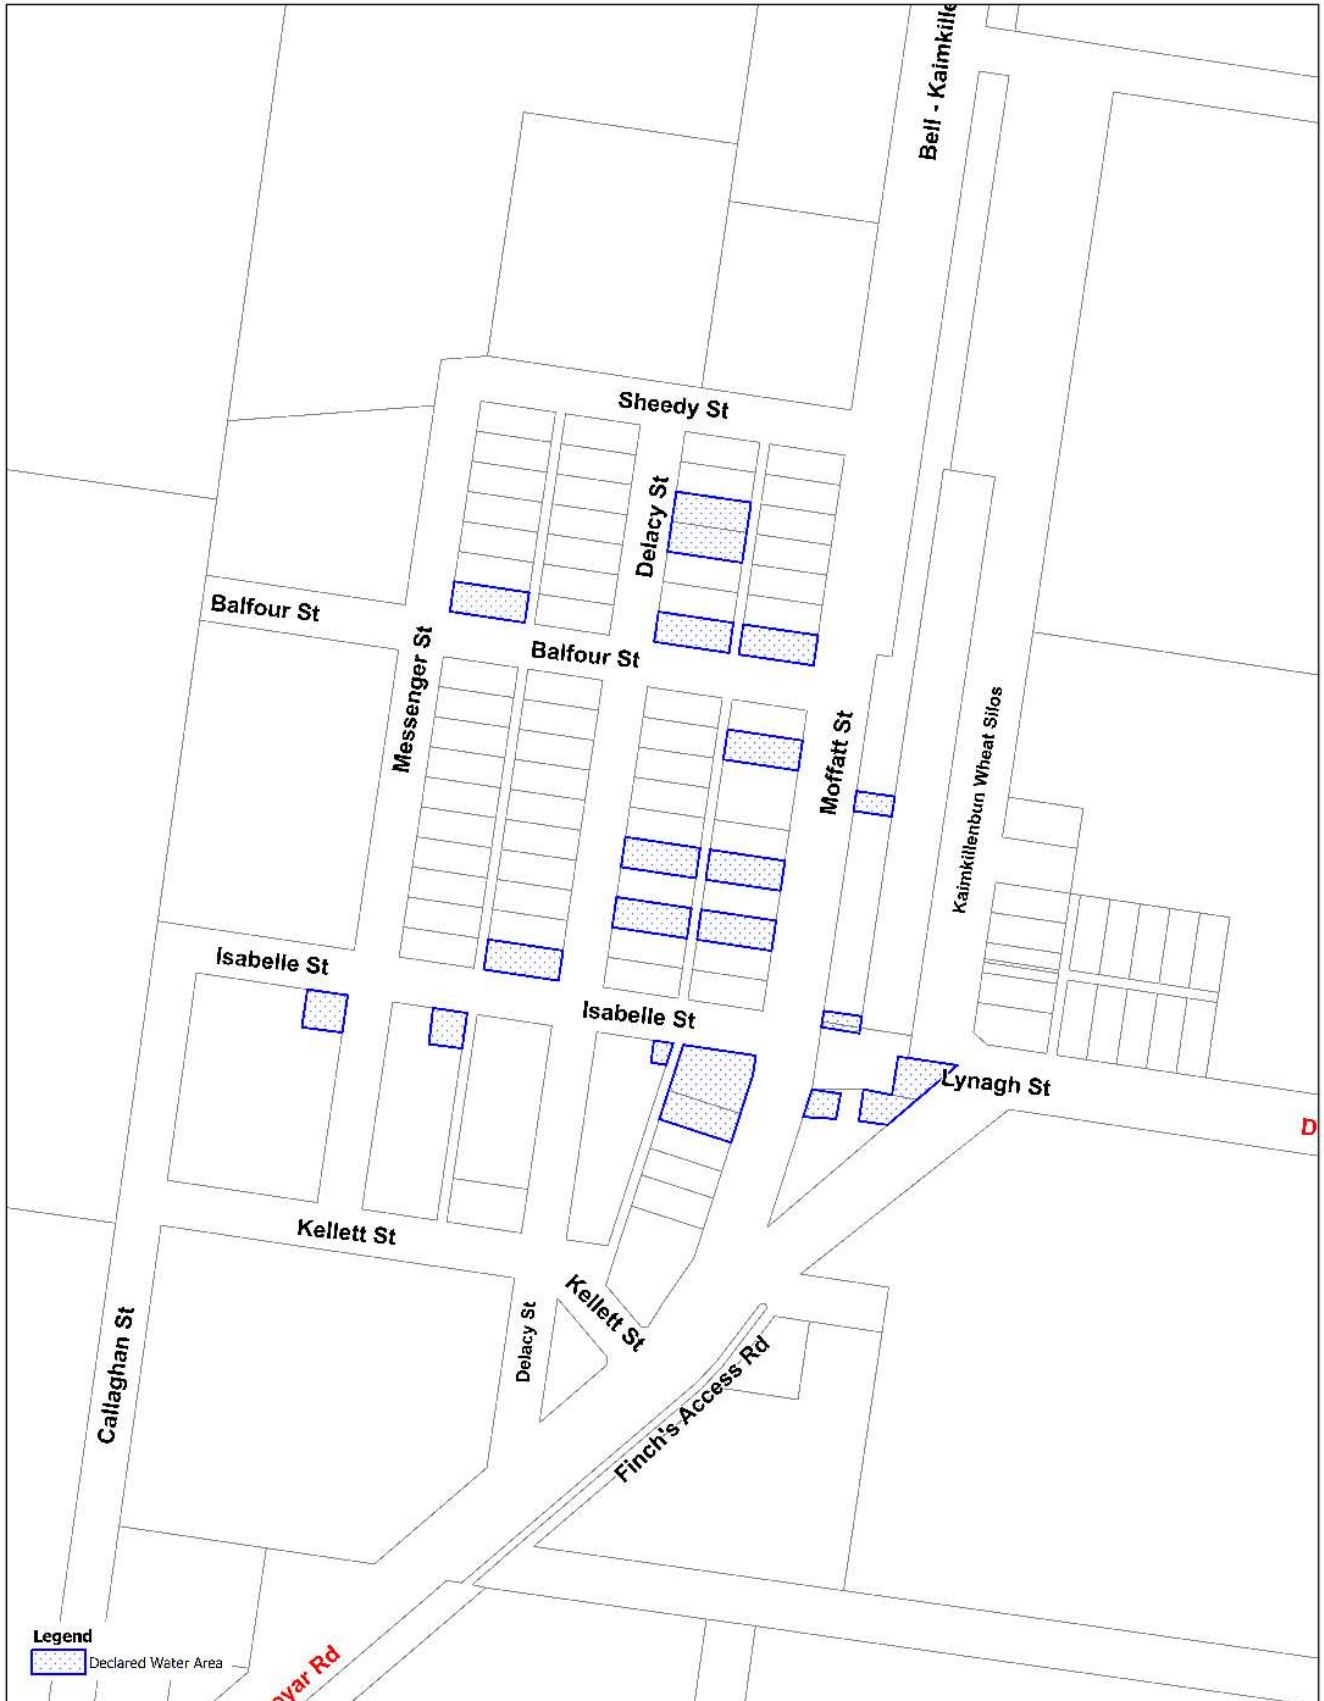 Bell - Kaimkille
Sheedy St
Delacy St
Balfour St
Balfour St
Messenger St
Moffatt St
Kaimkillenbun Wheat Silos
Isabelle St
Isabelle St
Lynagh St
D
Kellett St
Kellett St
Delacy St
Callaghan St
Finch's Access Rd
Legend
Declared Water Area
oyar Rd